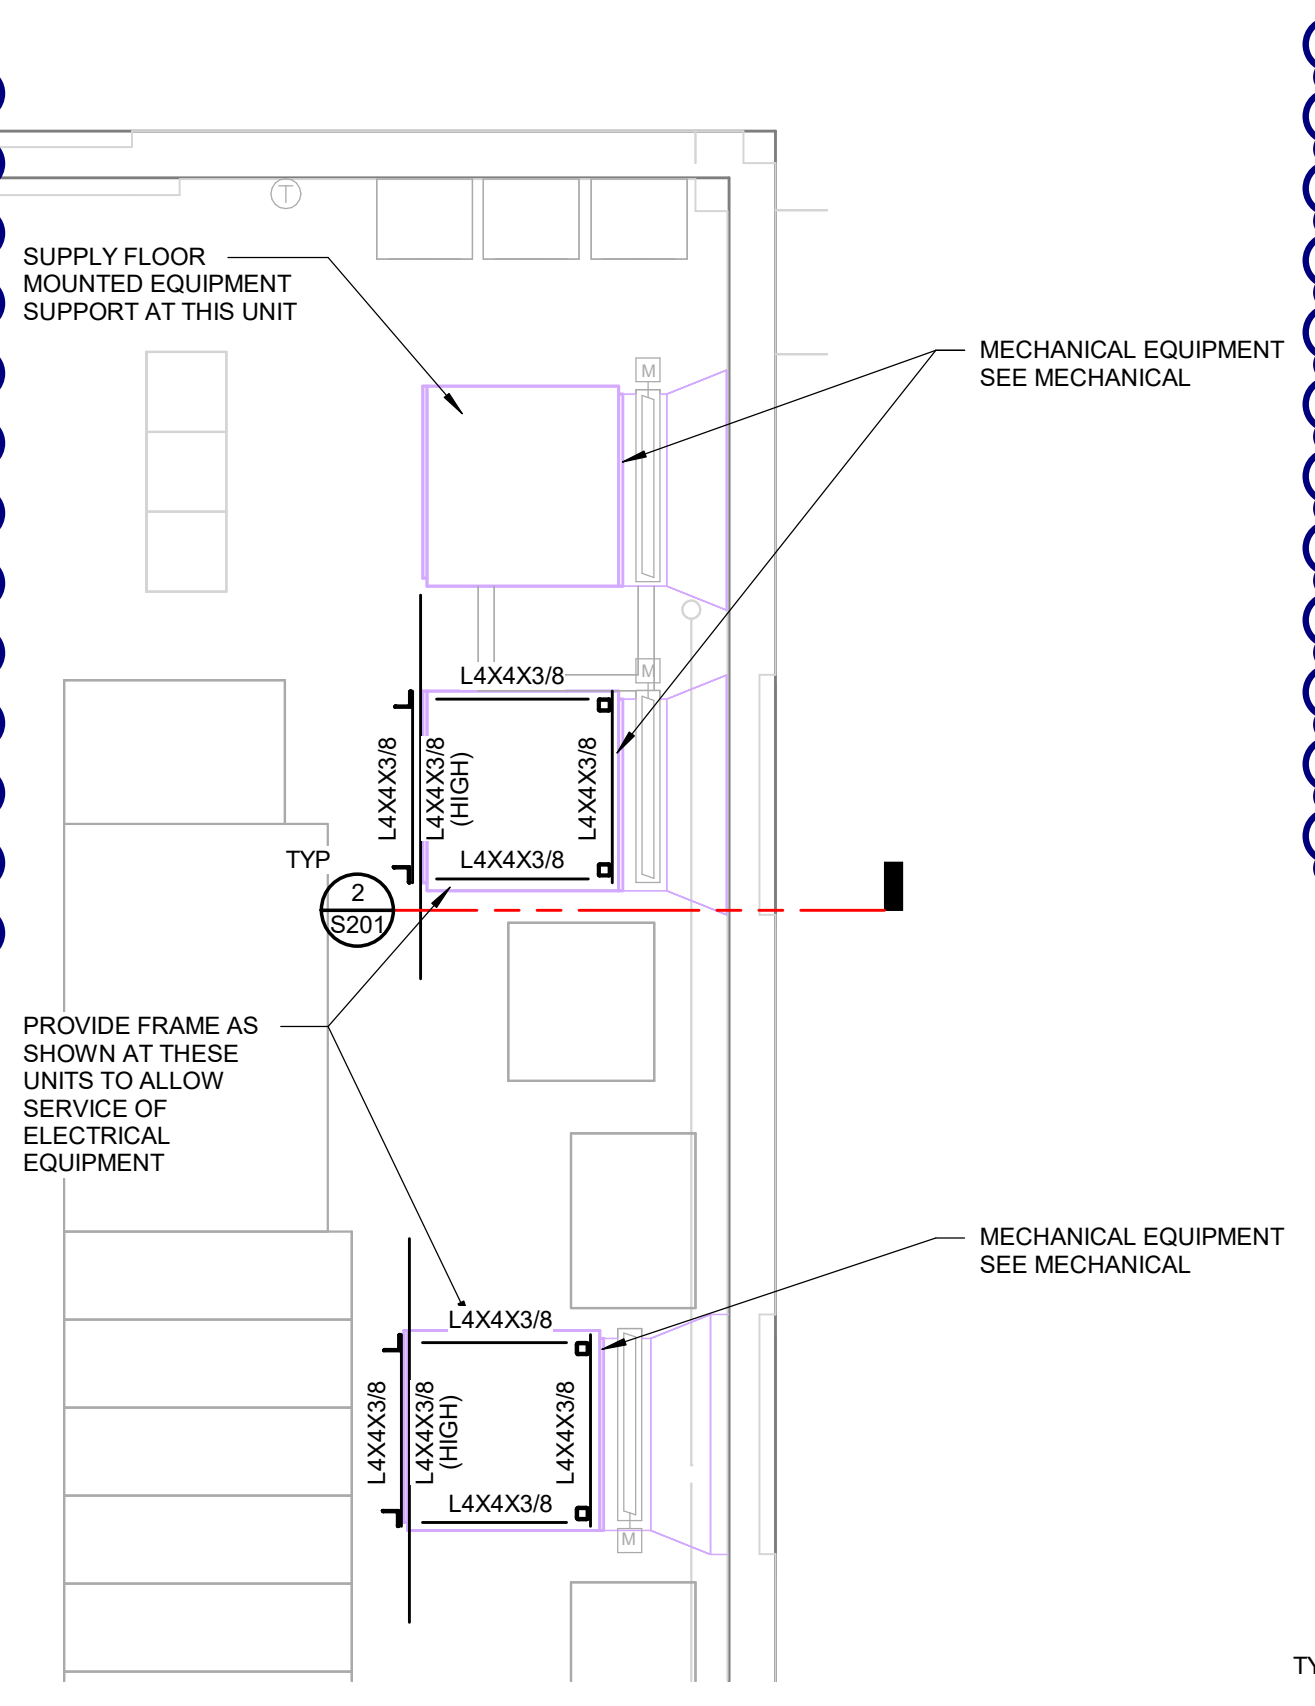 T
SUPPLY FLOOR
MOUNTED EQUIPMENT
SUPPORT AT THIS UNIT
MECHANICAL EQUIPMENT
SEE MECHANICAL
M
M
L4X4X3/8
L4X4X3/8
L4X4X3/8
(HIGH)
L4X4X3/8
L4X4X3/8
TYP
2
S201
PROVIDE FRAME AS
SHOWN AT THESE
UNITS TO ALLOW
SERVICE OF
ELECTRICAL
EQUIPMENT
MECHANICAL EQUIPMENT
SEE MECHANICAL
L4X4X3/8
L4X4X3/8
L4X4X3/8
(HIGH)
L4X4X3/8
L4X4X3/8
M